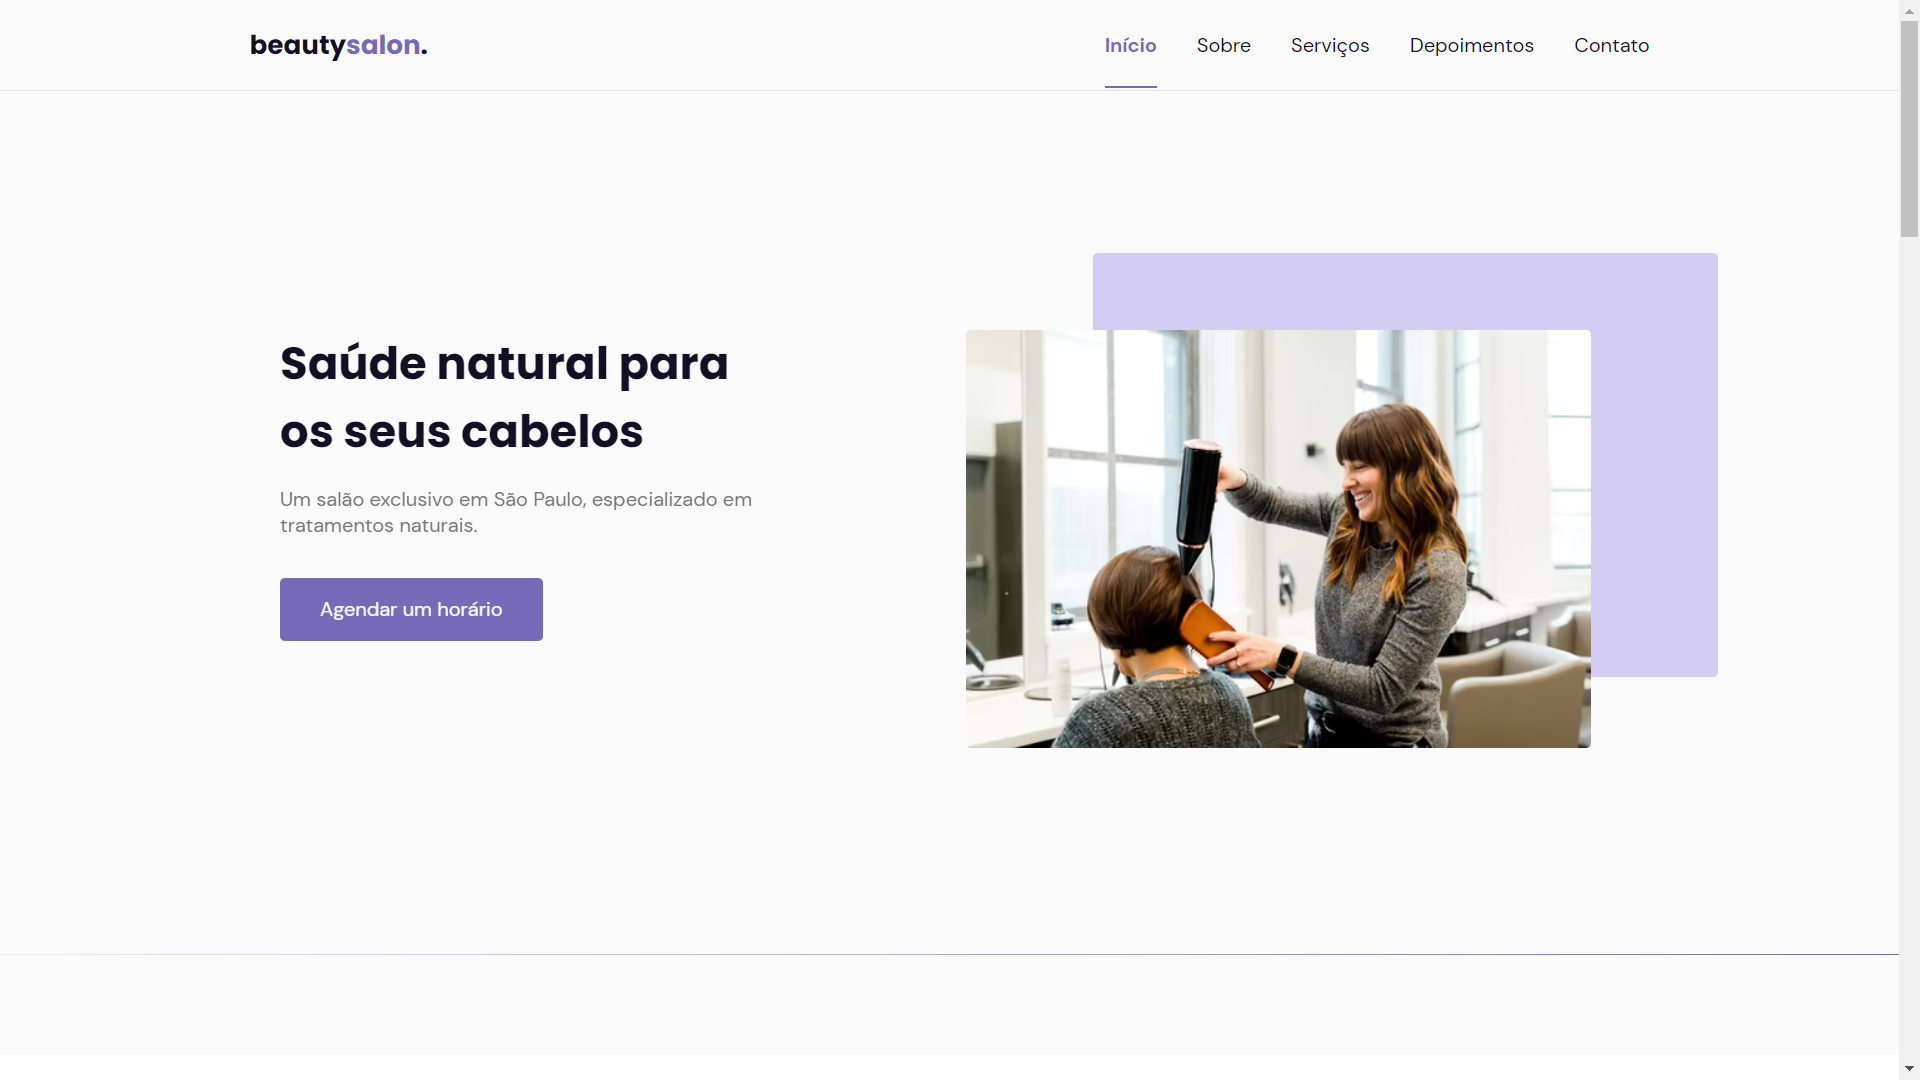 beautysalon.
Início Sobre Serviços Depoimentos Contato
Saúde natural para
os seus cabelos
Um salão exclusivo em São Paulo, especializado em
tratamentos naturais.
Agendar um horário